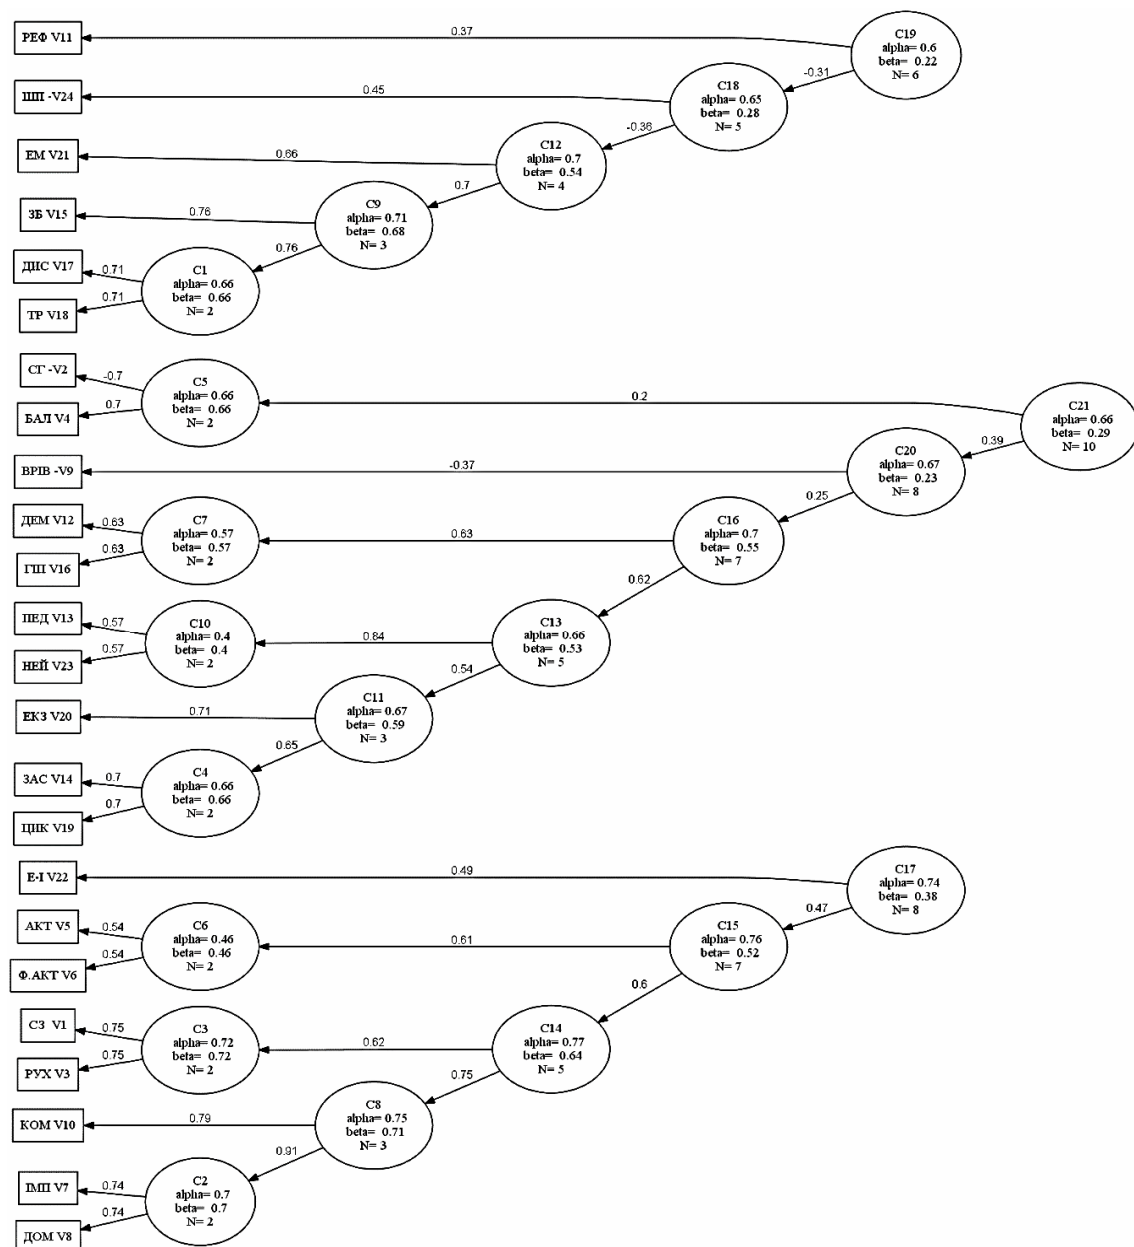 РЕФ V11
0.37
C19
alpha= 0.6
beta= 0.22
N= 6
-0.31
ШП -V24
0.45
C18
alpha= 0.65
beta= 0.28
N= 5
-0.36
ЕМ V21
0.66
C12
alpha= 0.7
beta= 0.54
N= 4
0.7
ЗБ V15
0.76
C9
alpha= 0.71
beta= 0.68
N= 3
0.76
ДИС V17
0.71
ТР V18
0.71
C1
alpha= 0.66
beta= 0.66
N= 2
СГ -V2
-0.7
БАЛ V4
0.7
C5
alpha= 0.66
beta= 0.66
N= 2
0.2
C21
alpha= 0.66
beta= 0.29
N= 10
0.39
ВРІВ -V9
-0.37
C20
alpha= 0.67
beta= 0.23
N= 8
0.25
ДЕМ V12
0.63
ГІП V16
0.63
C7
alpha= 0.57
beta= 0.57
N= 2
0.63
C16
alpha= 0.7
beta= 0.55
N= 7
0.62
ПЕД V13
0.57
НЕЙ V23
0.57
C10
alpha= 0.4
beta= 0.4
N= 2
0.84
C13
alpha= 0.66
beta= 0.53
N= 5
0.54
ЕКЗ V20
0.71
C11
alpha= 0.67
beta= 0.59
N= 3
0.65
ЗАС V14
0.7
ЦИК V19
0.7
C4
alpha= 0.66
beta= 0.66
N= 2
Е-І V22
0.49
C17
alpha= 0.74
beta= 0.38
N= 8
0.47
АКТ V5
0.54
Ф.АКТ V6
0.54
C6
alpha= 0.46
beta= 0.46
N= 2
0.61
C15
alpha= 0.76
beta= 0.52
N= 7
0.6
СЗ V1
0.75
РУХ V3
0.75
C3
alpha= 0.72
beta= 0.72
N= 2
0.62
C14
alpha= 0.77
beta= 0.64
N= 5
0.75
КОМ V10
0.79
C8
alpha= 0.75
beta= 0.71
N= 3
0.91
ІМП V7
0.74
ДОМ V8
0.74
C2
alpha= 0.7
beta= 0.7
N= 2